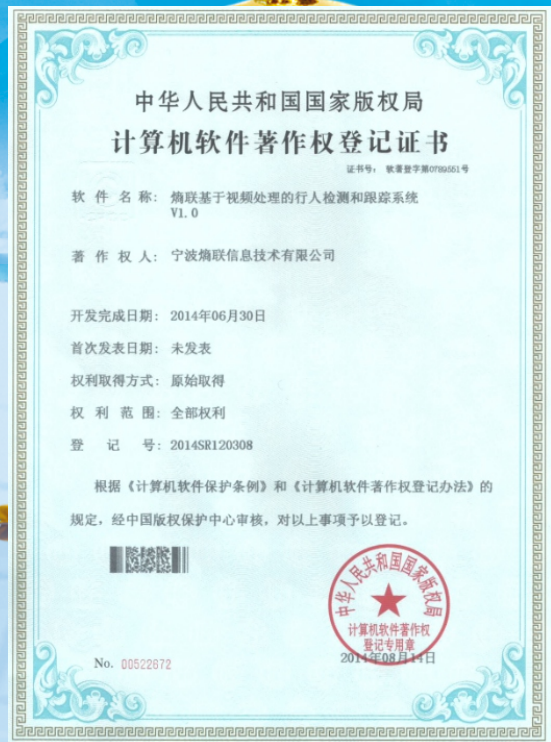 中华人民共和国国家版权局
计算机软件著作权登记证书
证书号： 软著登字第0789551号
软件名称： 熵联基于视频处理的行人检测和跟踪系统
V1.0
著作权人： 宁波熵联信息技术有限公司
开发完成日期： 2014年06月30日
首次发表日期： 未发表
权利取得方式： 原始取得
权利范围： 全部权利
登记号： 2014SR120308
根据《计算机软件保护条例》和《计算机软件著作权登记办法》的
规定，经中国版权保护中心审核，对以上事项予以登记。
中华人民共和国国家版权局
计算机软件著作权
登记专用章
No. 00522672
2014年08月14日